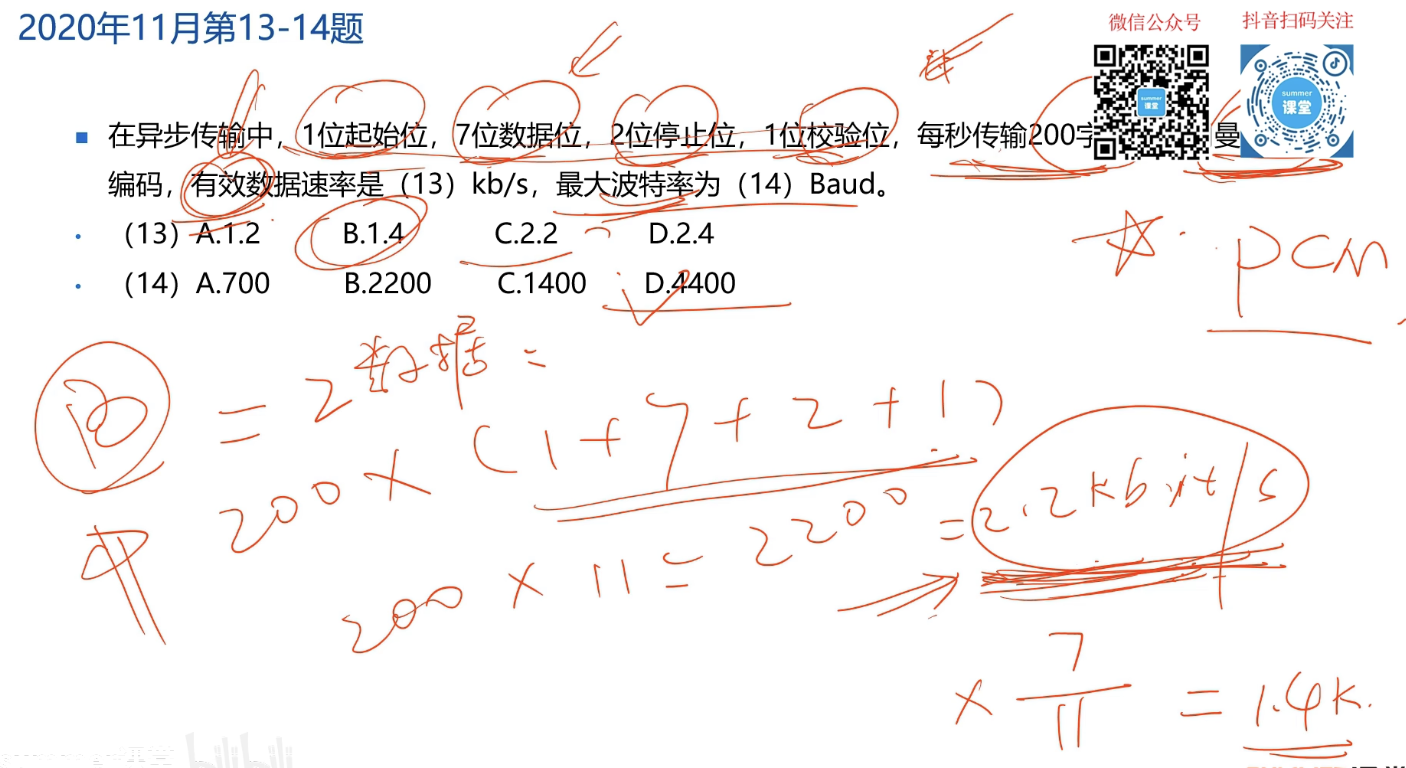 2020年11月第13-14题
微信公众号
抖音扫码关注
summer
课堂
summer
课堂
■ 在异步传输中，1位起始位，7位数据位，2位停止位，1位校验位，每秒传输200字 曼
编码，有效数据速率是（13）kb/s，最大波特率为（14）Baud。
• （13）A.1.2 B.1.4 C.2.2 D.2.4
• （14）A.700 B.2200 C.1400 D.4400
PCM
B = 2数据 =
200 × (1+7+2+1)
200 × 11 = 2200 = 2.2kbit/s
× 7/11 = 1.4K.
bilibili